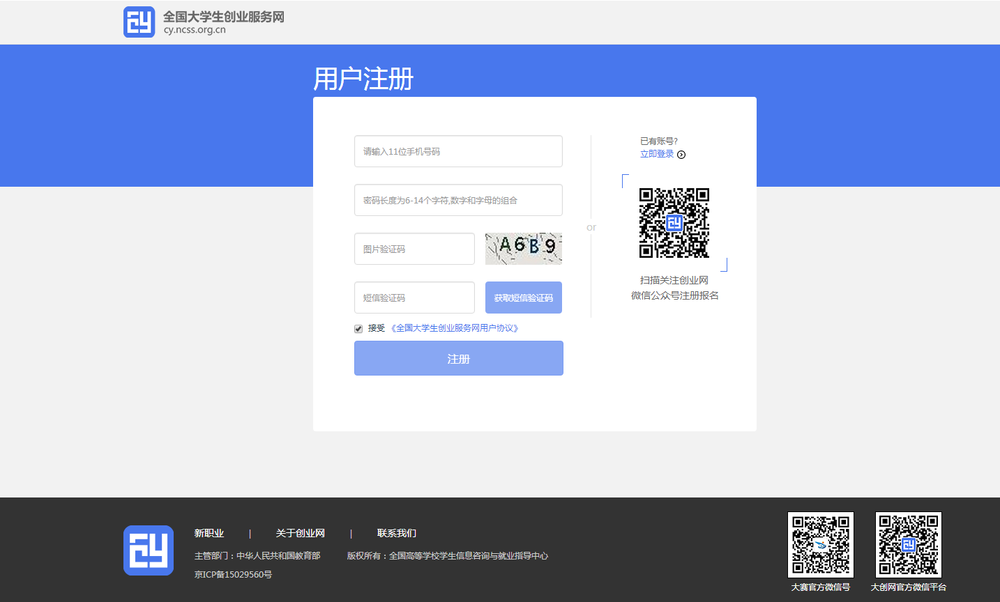 全国大学生创业服务网
cy.ncss.org.cn
用户注册
请输入11位手机号码
密码长度为6-14个字符,数字和字母的组合
图片验证码
A6B9
短信验证码
获取短信验证码
接受 《全国大学生创业服务网用户协议》
注册
or
已有账号?
立即登录
扫描关注创业网
微信公众号注册报名
新职业 | 关于创业网 | 联系我们
主管部门：中华人民共和国教育部 版权所有：全国高等学校学生信息咨询与就业指导中心
京ICP备15029560号
大赛官方微信号
大创网官方微信平台